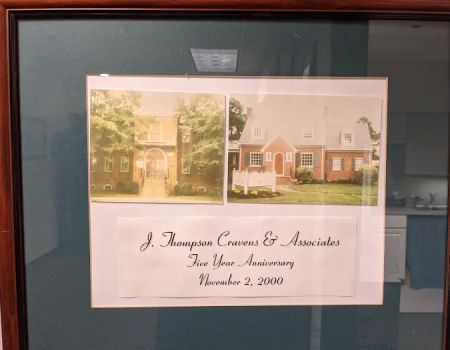 J. Thompson Cravens & Associates
Five Year Anniversary
November 2, 2000